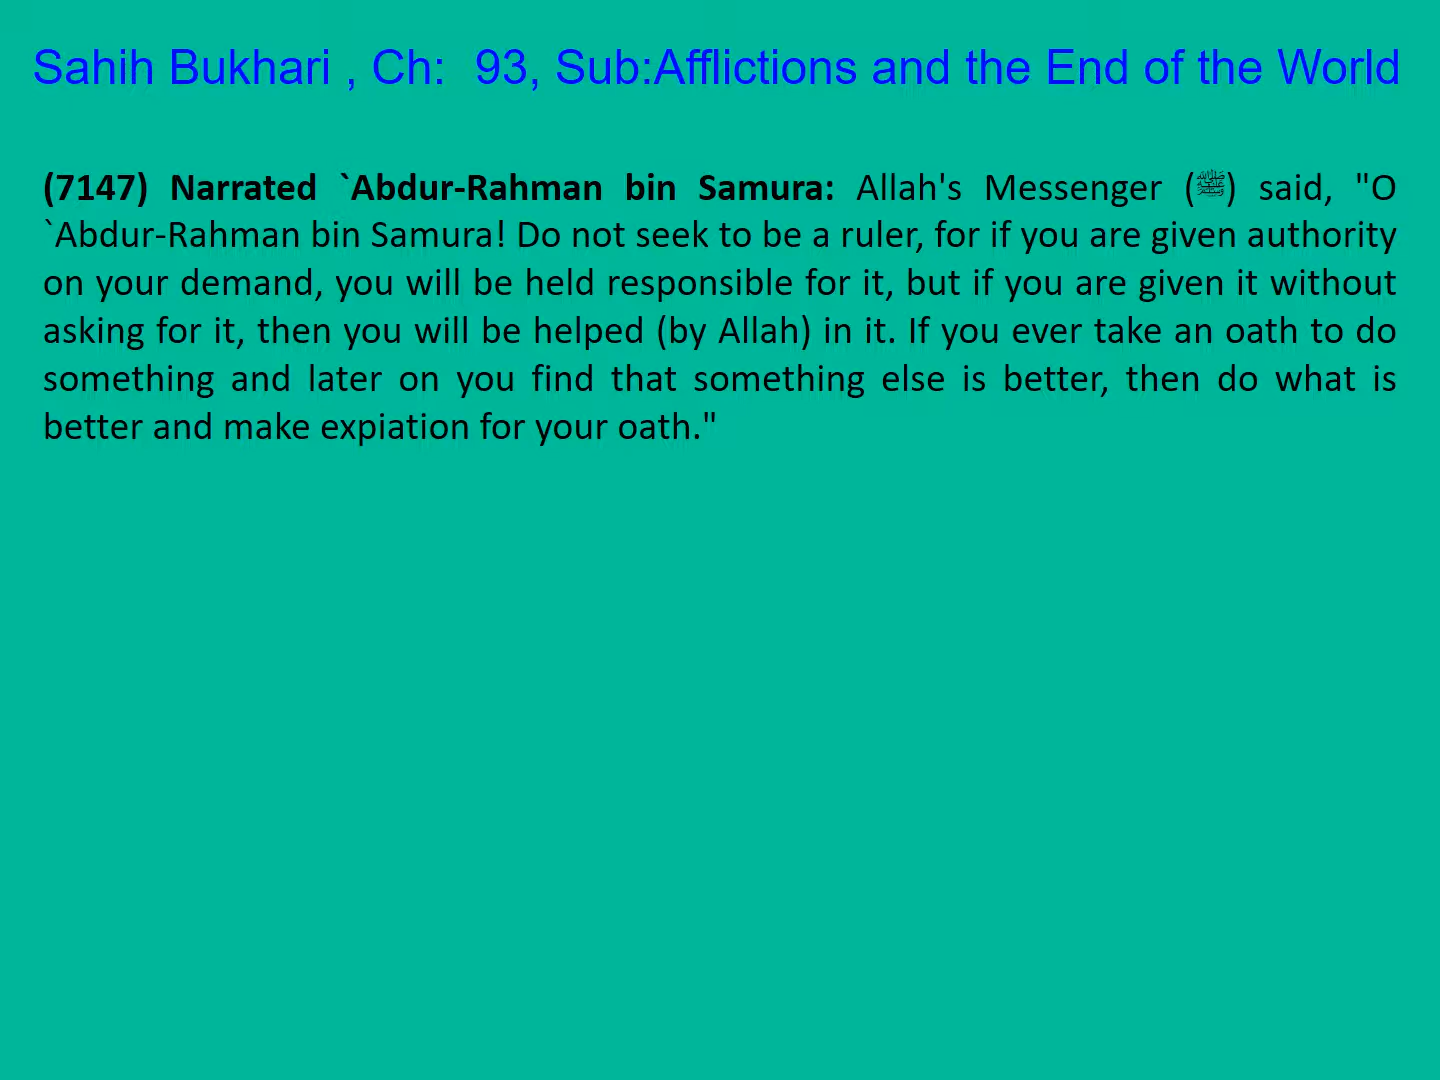 Sahih Bukhari , Ch:  93, Sub:Afflictions and the End of the World
(7147) Narrated `Abdur-Rahman bin Samura: Allah's Messenger (ﷺ) said, "O
`Abdur-Rahman bin Samura! Do not seek to be a ruler, for if you are given authority
on your demand, you will be held responsible for it, but if you are given it without
asking for it, then you will be helped (by Allah) in it. If you ever take an oath to do
something and later on you find that something else is better, then do what is
better and make expiation for your oath."